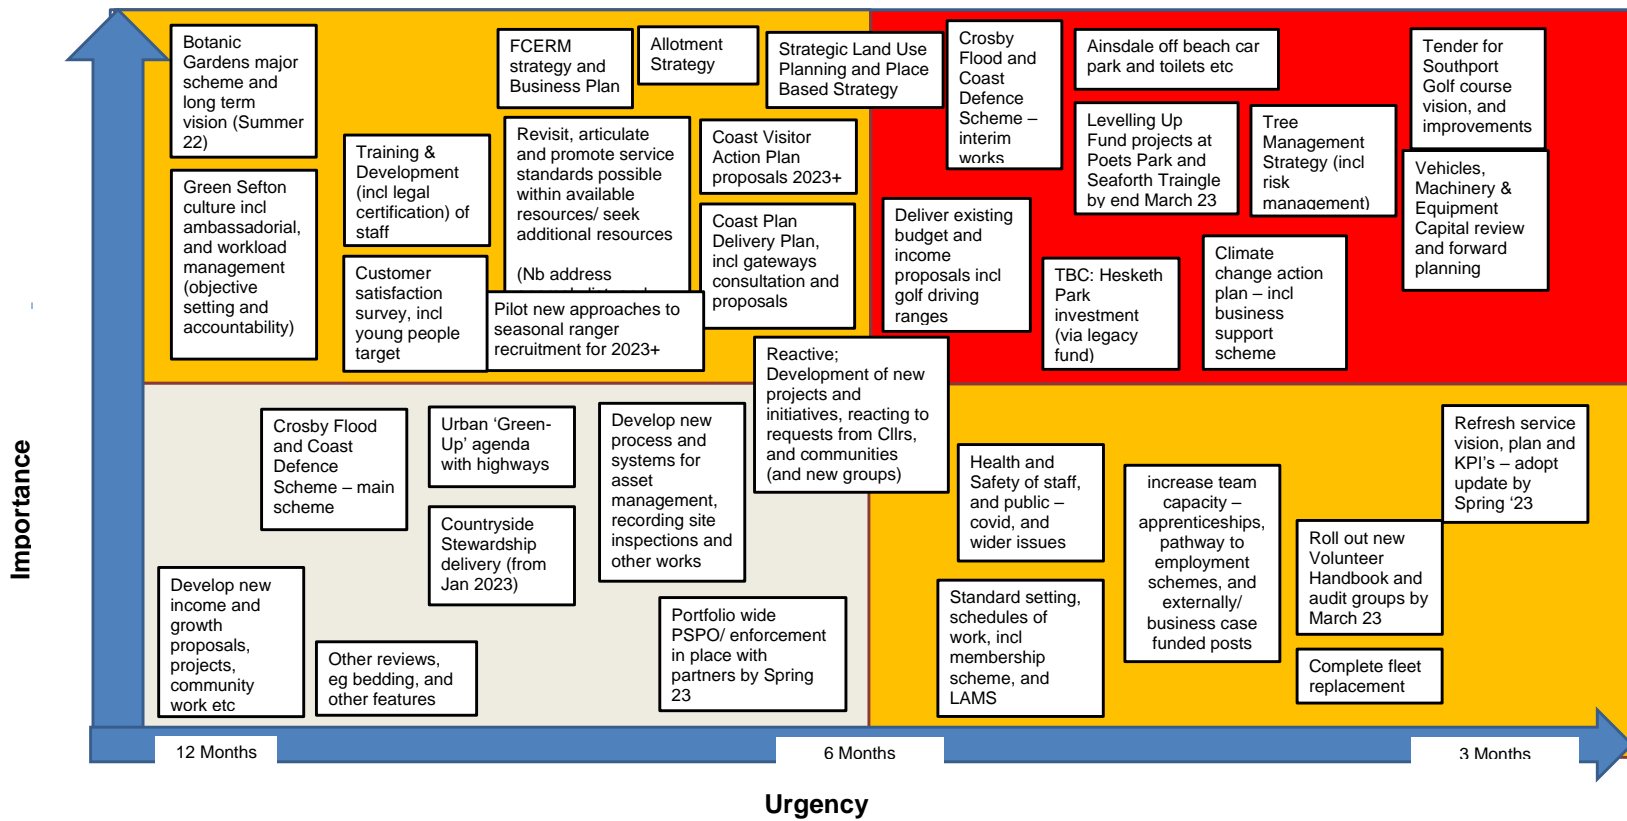 Botanic
Gardens major
scheme and
long term
vision (Summer
22)
FCERM
strategy and
Business Plan
Allotment
Strategy
Strategic Land Use
Planning and Place
Based Strategy
Crosby
Flood and
Coast
Defence
Scheme –
interim
works
Ainsdale off beach car
park and toilets etc
Tender for
Southport
Golf course
vision, and
improvements
Green Sefton
culture incl
ambassadorial,
and workload
management
(objective
setting and
accountability)
Training &
Development
(incl legal
certification) of
staff
Revisit, articulate
and promote service
standards possible
within available
resources/ seek
additional resources
(Nb address
Coast Visitor
Action Plan
proposals 2023+
Levelling Up
Fund projects at
Poets Park and
Seaforth Traingle
by end March 23
Tree
Management
Strategy (incl
risk
management)
Vehicles,
Machinery &
Equipment
Capital review
and forward
planning
Customer
satisfaction
survey, incl
young people
target
Pilot new approaches to
seasonal ranger
recruitment for 2023+
Coast Plan
Delivery Plan,
incl gateways
consultation and
proposals
Deliver existing
budget and
income
proposals incl
golf driving
ranges
TBC: Hesketh
Park
investment
(via legacy
fund)
Climate
change action
plan – incl
business
support
scheme
Reactive;
Development of new
projects and
initiatives, reacting to
requests from Cllrs,
and communities
(and new groups)
Importance
Crosby Flood
and Coast
Defence
Scheme – main
scheme
Urban ‘Green-
Up’ agenda
with highways
Develop new
process and
systems for
asset
management,
recording site
inspections and
other works
Countryside
Stewardship
delivery (from
Jan 2023)
Develop new
income and
growth
proposals,
projects,
community
work etc
Other reviews,
eg bedding, and
other features
Portfolio wide
PSPO/ enforcement
in place with
partners by Spring
23
Health and
Safety of staff,
and public –
covid, and
wider issues
Standard setting,
schedules of
work, incl
membership
scheme, and
LAMS
increase team
capacity –
apprenticeships,
pathway to
employment
schemes, and
externally/
business case
funded posts
Refresh service
vision, plan and
KPI’s – adopt
update by
Spring ‘23
Roll out new
Volunteer
Handbook and
audit groups by
March 23
Complete fleet
replacement
12 Months
6 Months
3 Months
Urgency